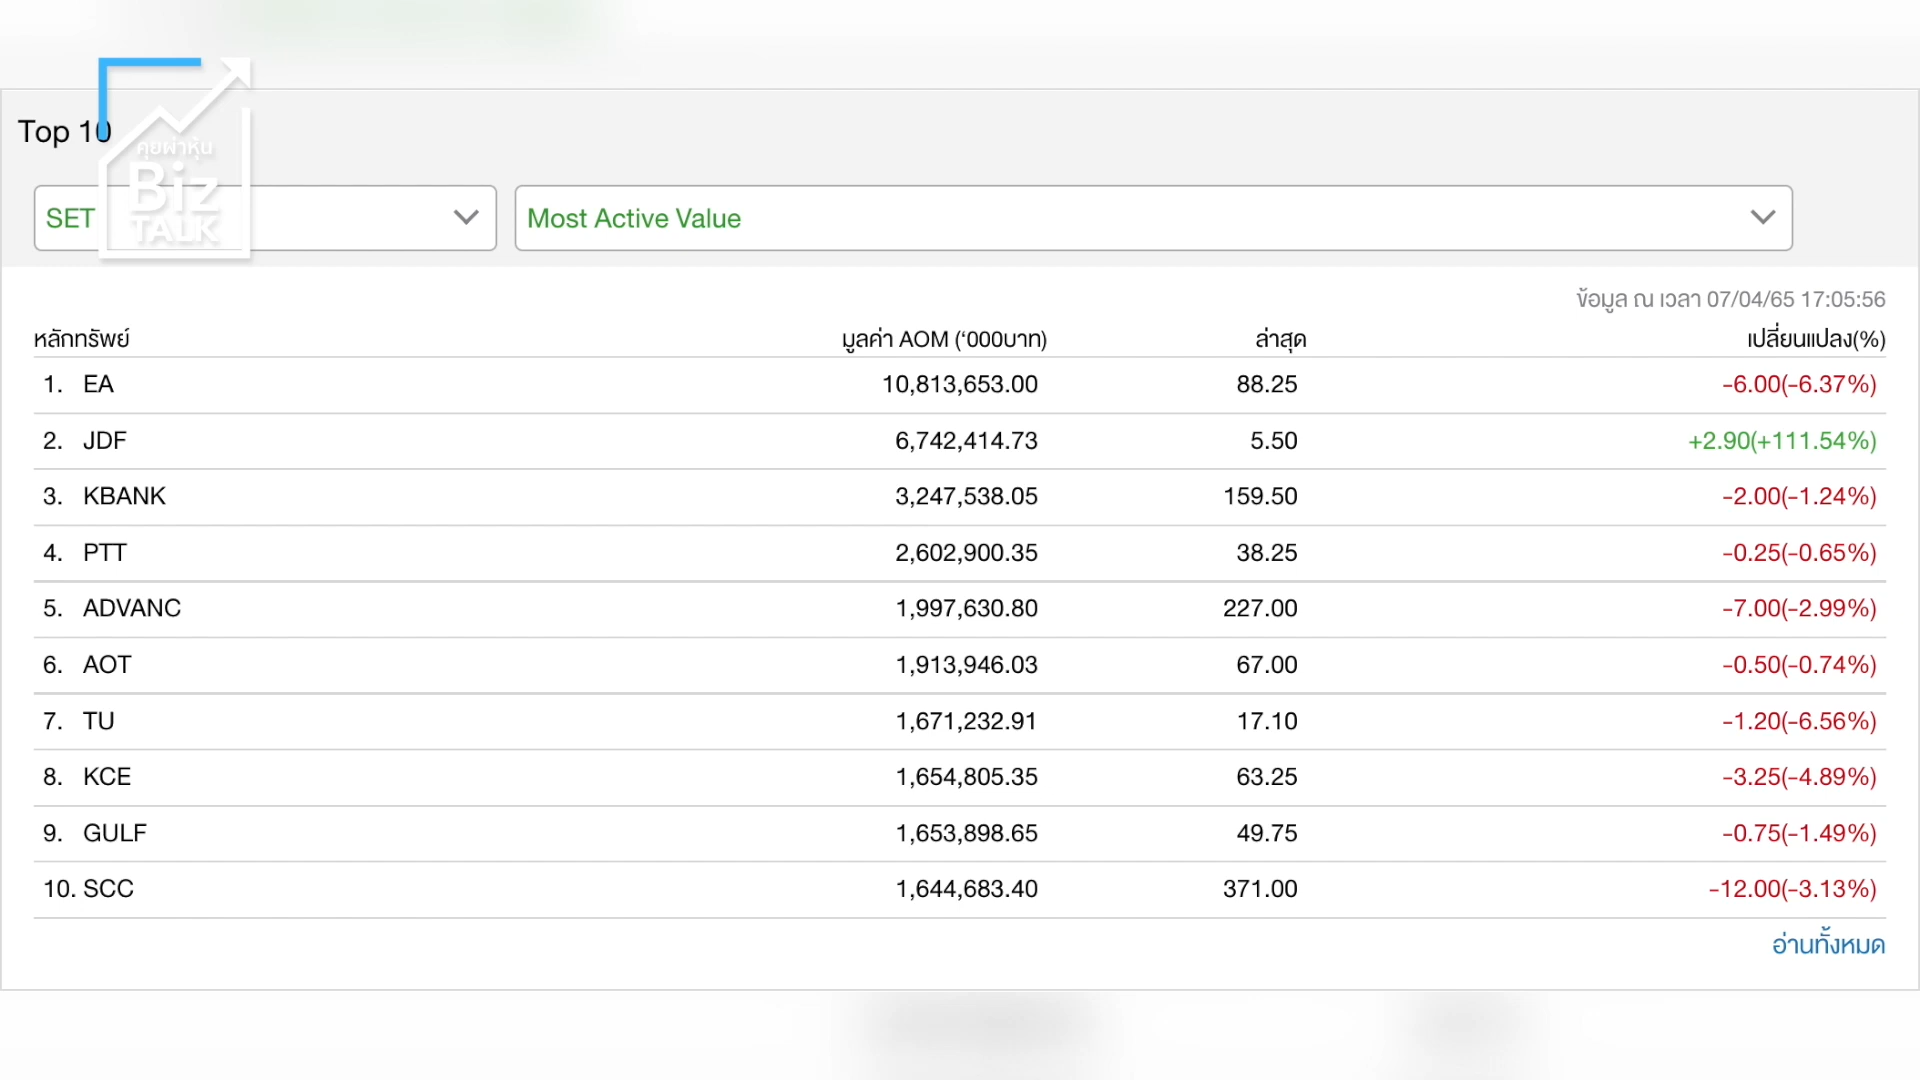 Top 10
คุยผ่าหุ้น
Biz
TALK
SET
Most Active Value
ข้อมูล ณ เวลา 07/04/65 17:05:56
หลักทรัพย์ มูลค่า AOM (‘000บาท) ล่าสุด เปลี่ยนแปลง(%)
1. EA 10,813,653.00 88.25 -6.00(-6.37%)
2. JDF 6,742,414.73 5.50 +2.90(+111.54%)
3. KBANK 3,247,538.05 159.50 -2.00(-1.24%)
4. PTT 2,602,900.35 38.25 -0.25(-0.65%)
5. ADVANC 1,997,630.80 227.00 -7.00(-2.99%)
6. AOT 1,913,946.03 67.00 -0.50(-0.74%)
7. TU 1,671,232.91 17.10 -1.20(-6.56%)
8. KCE 1,654,805.35 63.25 -3.25(-4.89%)
9. GULF 1,653,898.65 49.75 -0.75(-1.49%)
10. SCC 1,644,683.40 371.00 -12.00(-3.13%)
อ่านทั้งหมด